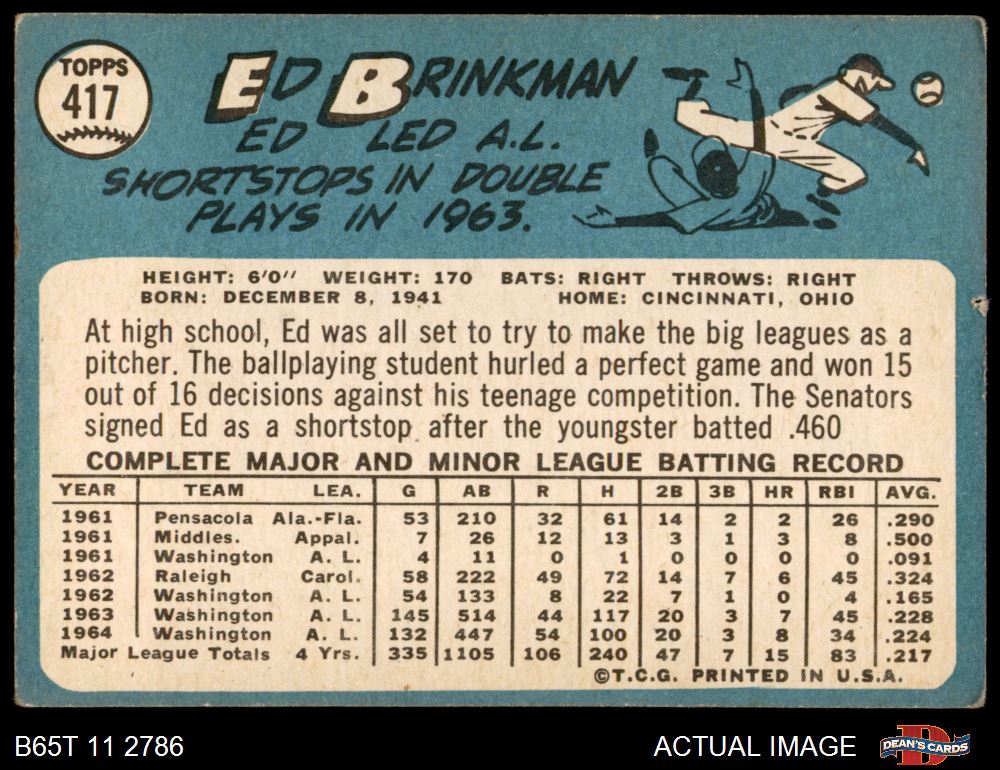 TOPPS
417
ED BRINKMAN
ED LED A.L.
SHORTSTOPS IN DOUBLE
PLAYS IN 1963.
HEIGHT: 6'0" WEIGHT: 170 BATS: RIGHT THROWS: RIGHT
BORN: DECEMBER 8, 1941 HOME: CINCINNATI, OHIO
At high school, Ed was all set to try to make the big leagues as a
pitcher. The ballplaying student hurled a perfect game and won 15
out of 16 decisions against his teenage competition. The Senators
signed Ed as a shortstop after the youngster batted .460
COMPLETE MAJOR AND MINOR LEAGUE BATTING RECORD
YEAR TEAM LEA. G AB R H 2B 3B HR RBI AVG.
1961 Pensacola Ala.-Fla. 53 210 32 61 14 2 2 26 .290
1961 Middles. Appal. 7 26 12 13 3 1 3 8 .500
1961 Washington A. L. 4 11 0 1 0 0 0 0 .091
1962 Raleigh Carol. 58 222 49 72 14 7 6 45 .324
1962 Washington A. L. 54 133 8 22 7 1 0 4 .165
1963 Washington A. L. 145 514 44 117 20 3 7 45 .228
1964 Washington A. L. 132 447 54 100 20 3 8 34 .224
Major League Totals 4 Yrs. 335 1105 106 240 47 7 15 83 .217
©T.C.G. PRINTED IN U.S.A.
B65T 11 2786 ACTUAL IMAGE D DEAN'S CARDS